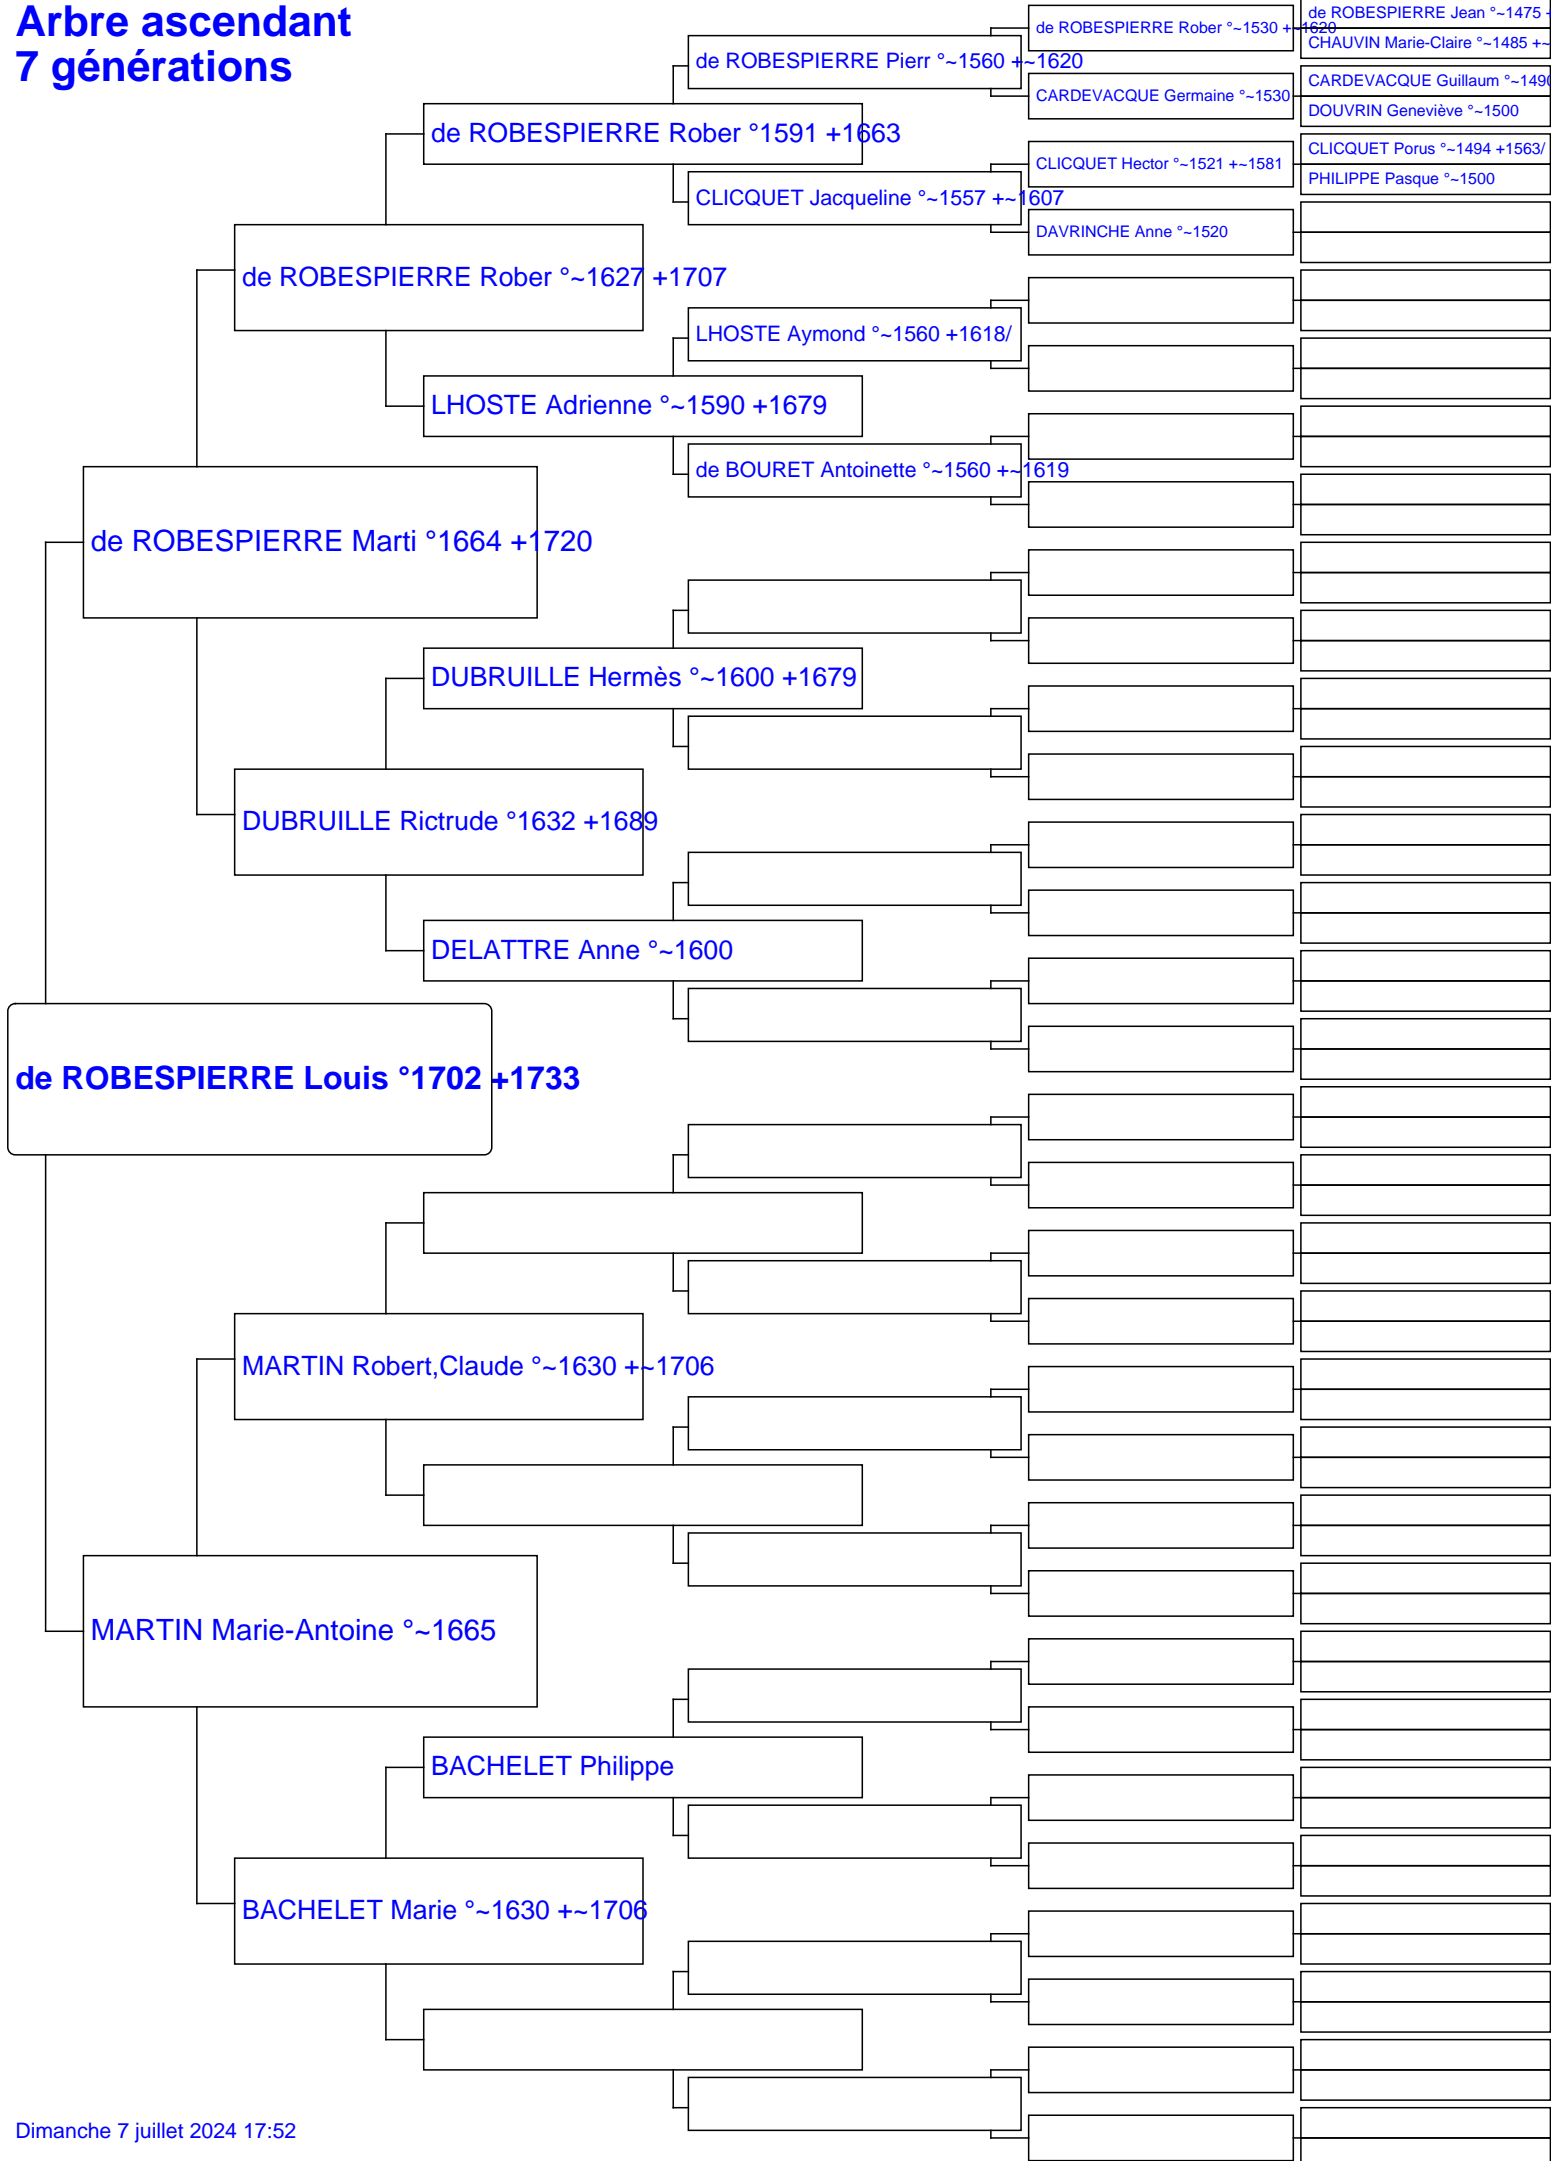 Arbre ascendant
7 générations
de ROBESPIERRE Jean °~1475 +
de ROBESPIERRE Rober °~1530 +~1620
CHAUVIN Marie-Claire °~1485 +~
de ROBESPIERRE Pierr °~1560 +~1620
CARDEVACQUE Guillaum °~1490
CARDEVACQUE Germaine °~1530
DOUVRIN Geneviève °~1500
de ROBESPIERRE Rober °1591 +1663
CLICQUET Porus °~1494 +1563/
CLICQUET Hector °~1521 +~1581
PHILIPPE Pasque °~1500
CLICQUET Jacqueline °~1557 +~1607
DAVRINCHE Anne °~1520
de ROBESPIERRE Rober °~1627 +1707
LHOSTE Aymond °~1560 +1618/
LHOSTE Adrienne °~1590 +1679
de BOURET Antoinette °~1560 +~1619
de ROBESPIERRE Marti °1664 +1720
DUBRUILLE Hermès °~1600 +1679
DUBRUILLE Rictrude °1632 +1689
DELATTRE Anne °~1600
de ROBESPIERRE Louis °1702 +1733
MARTIN Robert,Claude °~1630 +~1706
MARTIN Marie-Antoine °~1665
BACHELET Philippe
BACHELET Marie °~1630 +~1706
Dimanche 7 juillet 2024 17:52